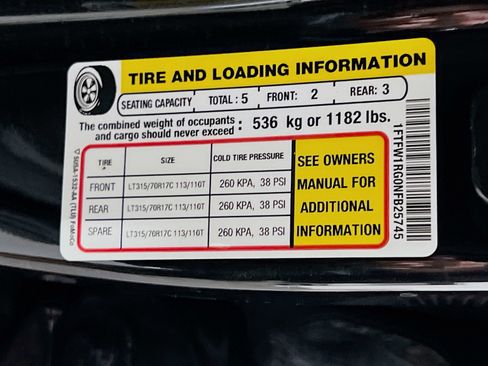 TIRE AND LOADING INFORMATION
SEATING CAPACITY TOTAL : 5 FRONT: 2 REAR: 3
The combined weight of occupants and cargo should never exceed : 536 kg or 1182 lbs.
TIRE SIZE COLD TIRE PRESSURE
FRONT LT315/70R17C 113/110T 260 KPA, 38 PSI
REAR LT315/70R17C 113/110T 260 KPA, 38 PSI
SPARE LT315/70R17C 113/110T 260 KPA, 38 PSI
SEE OWNERS
MANUAL FOR
ADDITIONAL
INFORMATION
1FTFW1RG0NFB25745